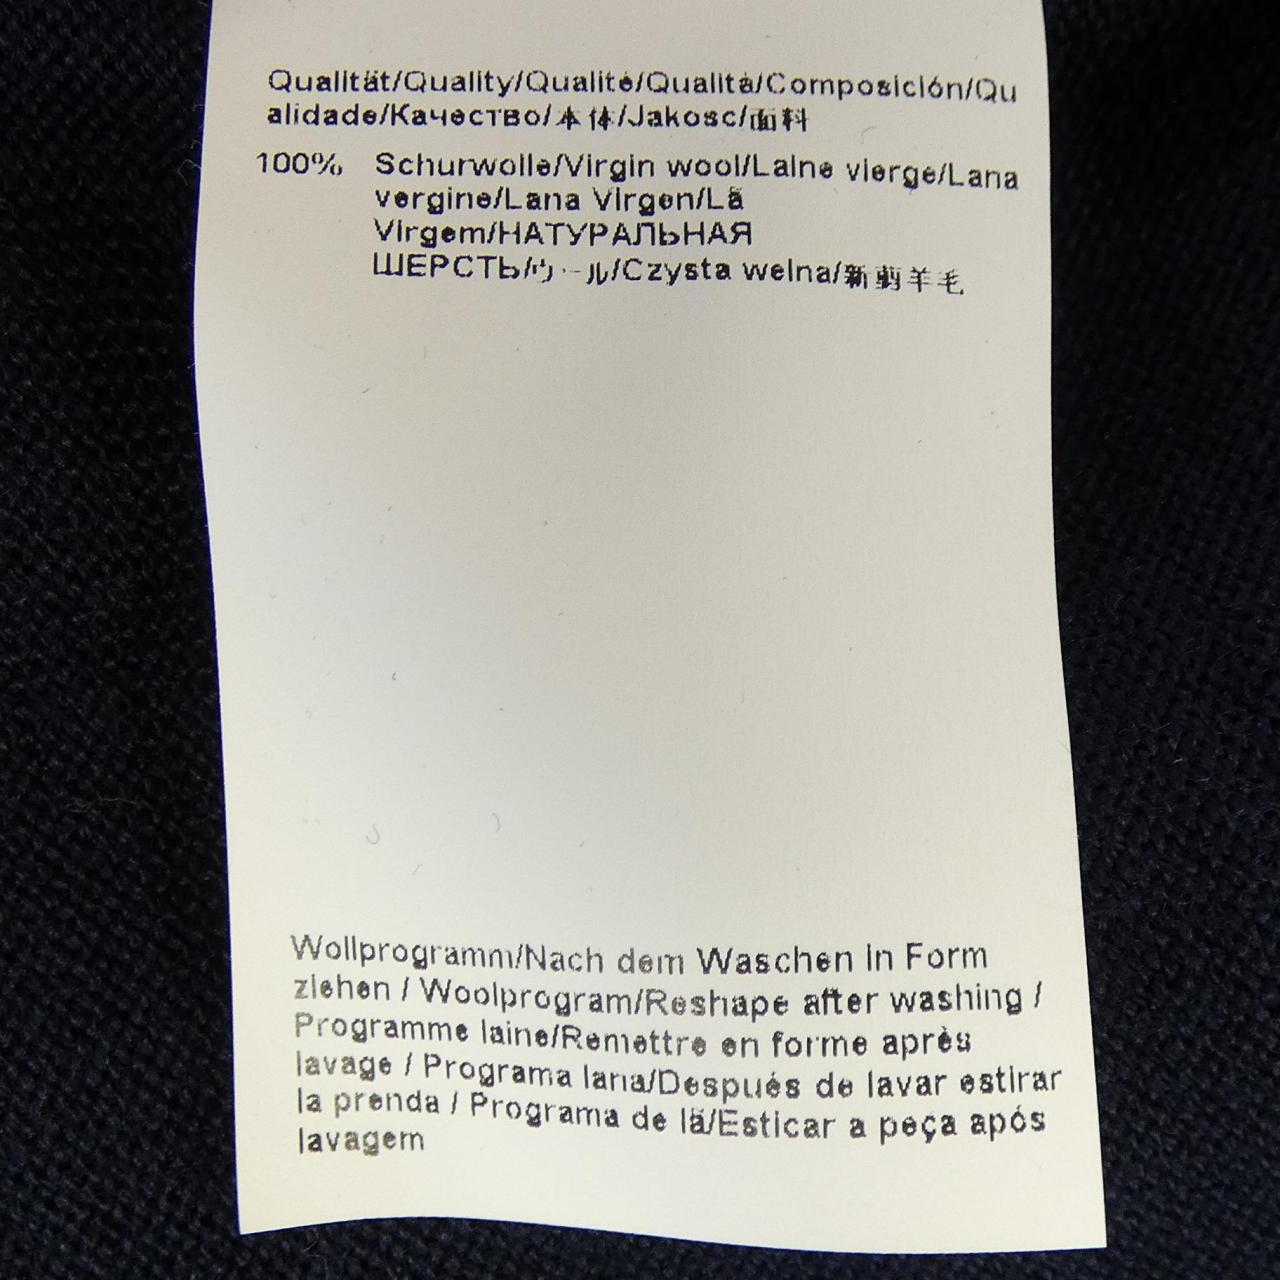 Qualität/Quality/Qualité/Qualità/Composición/Qu
alidade/Качество/本体/Jakosc/面料
100% Schurwolle/Virgin wool/Laine vierge/Lana
vergine/Lana Virgen/Lã
Virgem/НАТУРАЛЬНАЯ
ШЕРСТЬ/ウール/Czysta welna/新剪羊毛
Wollprogramm/Nach dem Waschen in Form
ziehen / Woolprogram/Reshape after washing /
Programme laine/Remettre en forme après
lavage / Programa lana/Después de lavar estirar
la prenda / Programa de lã/Esticar a peça após
lavagem